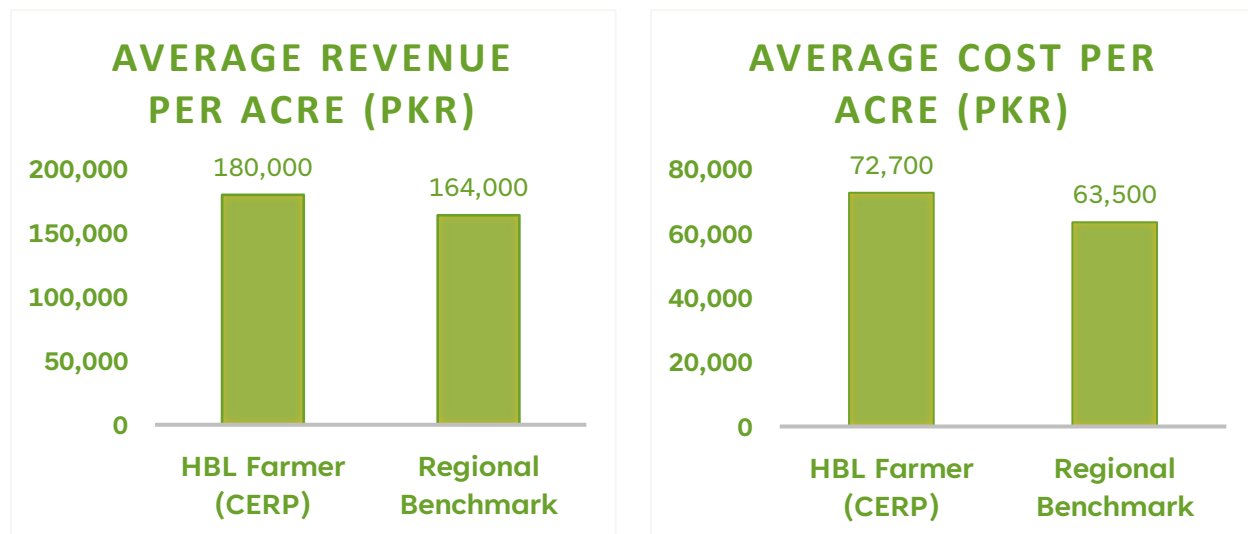 AVERAGE REVENUE
PER ACRE (PKR)
200,000
150,000
100,000
50,000
0
180,000
164,000
HBL Farmer
(CERP)
Regional
Benchmark
AVERAGE COST PER
ACRE (PKR)
80,000
60,000
40,000
20,000
0
72,700
63,500
HBL Farmer
(CERP)
Regional
Benchmark